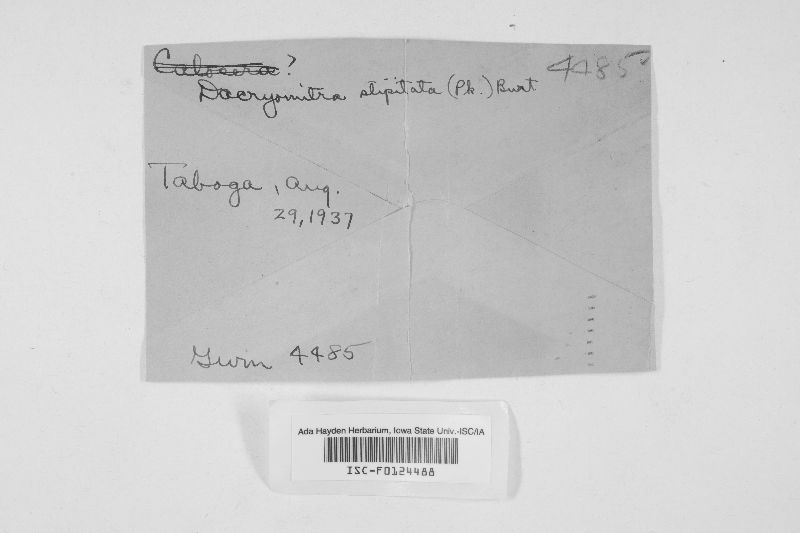 Calocera?
4485
Dacryomitra stipitata (Pk.) Burt
Taboga, Aug.
29, 1937
4485
Ada Hayden Herbarium, Iowa State Univ.-ISC/IA
ISC-F0124488